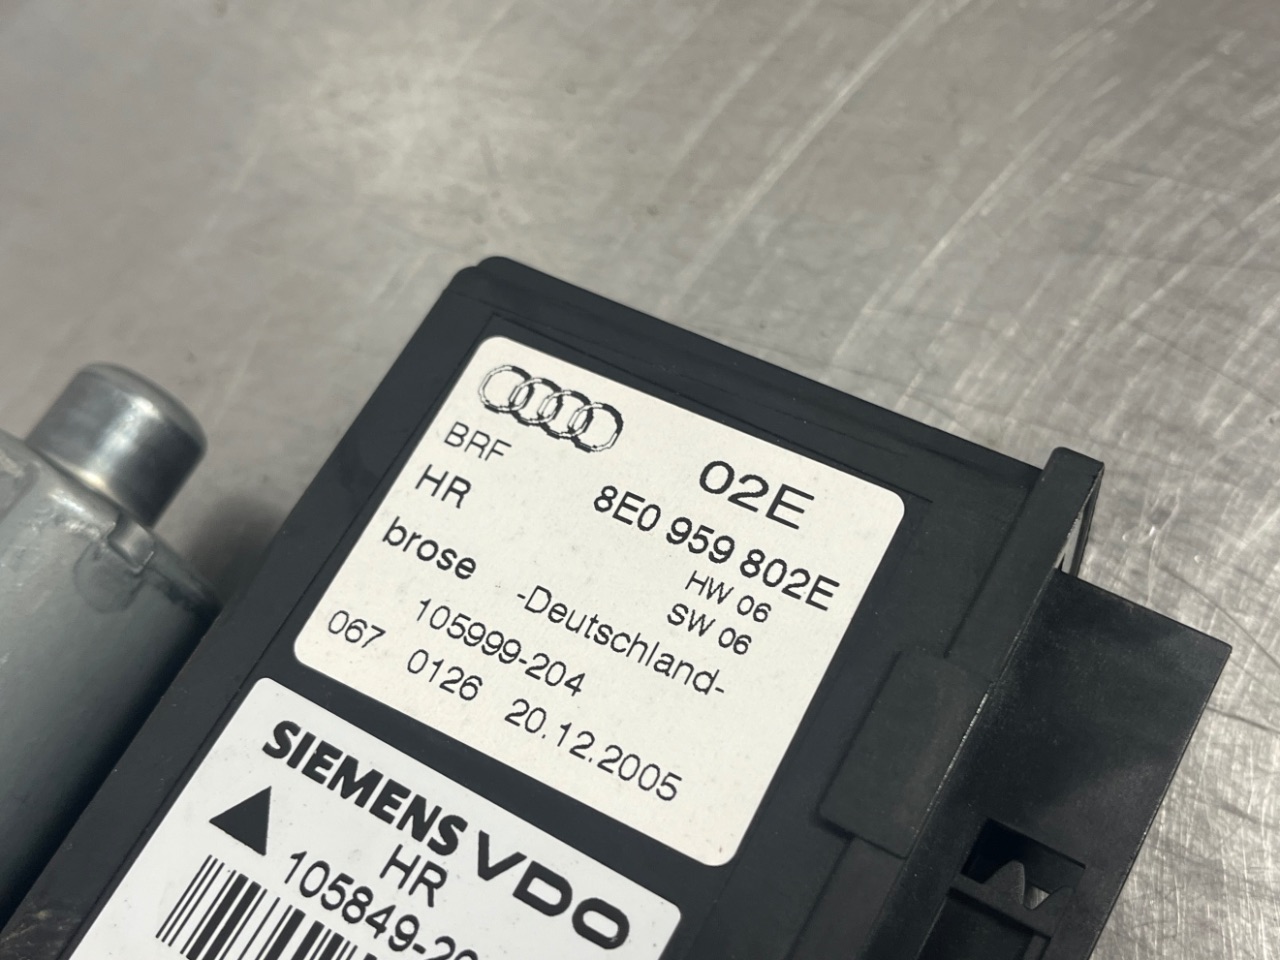 02E
BRF
8E0 959 802E
HR
HW 06
SW 06
brose
-Deutschland-
105999-204
067 0126 20.12.2005
SIEMENS VDO
HR